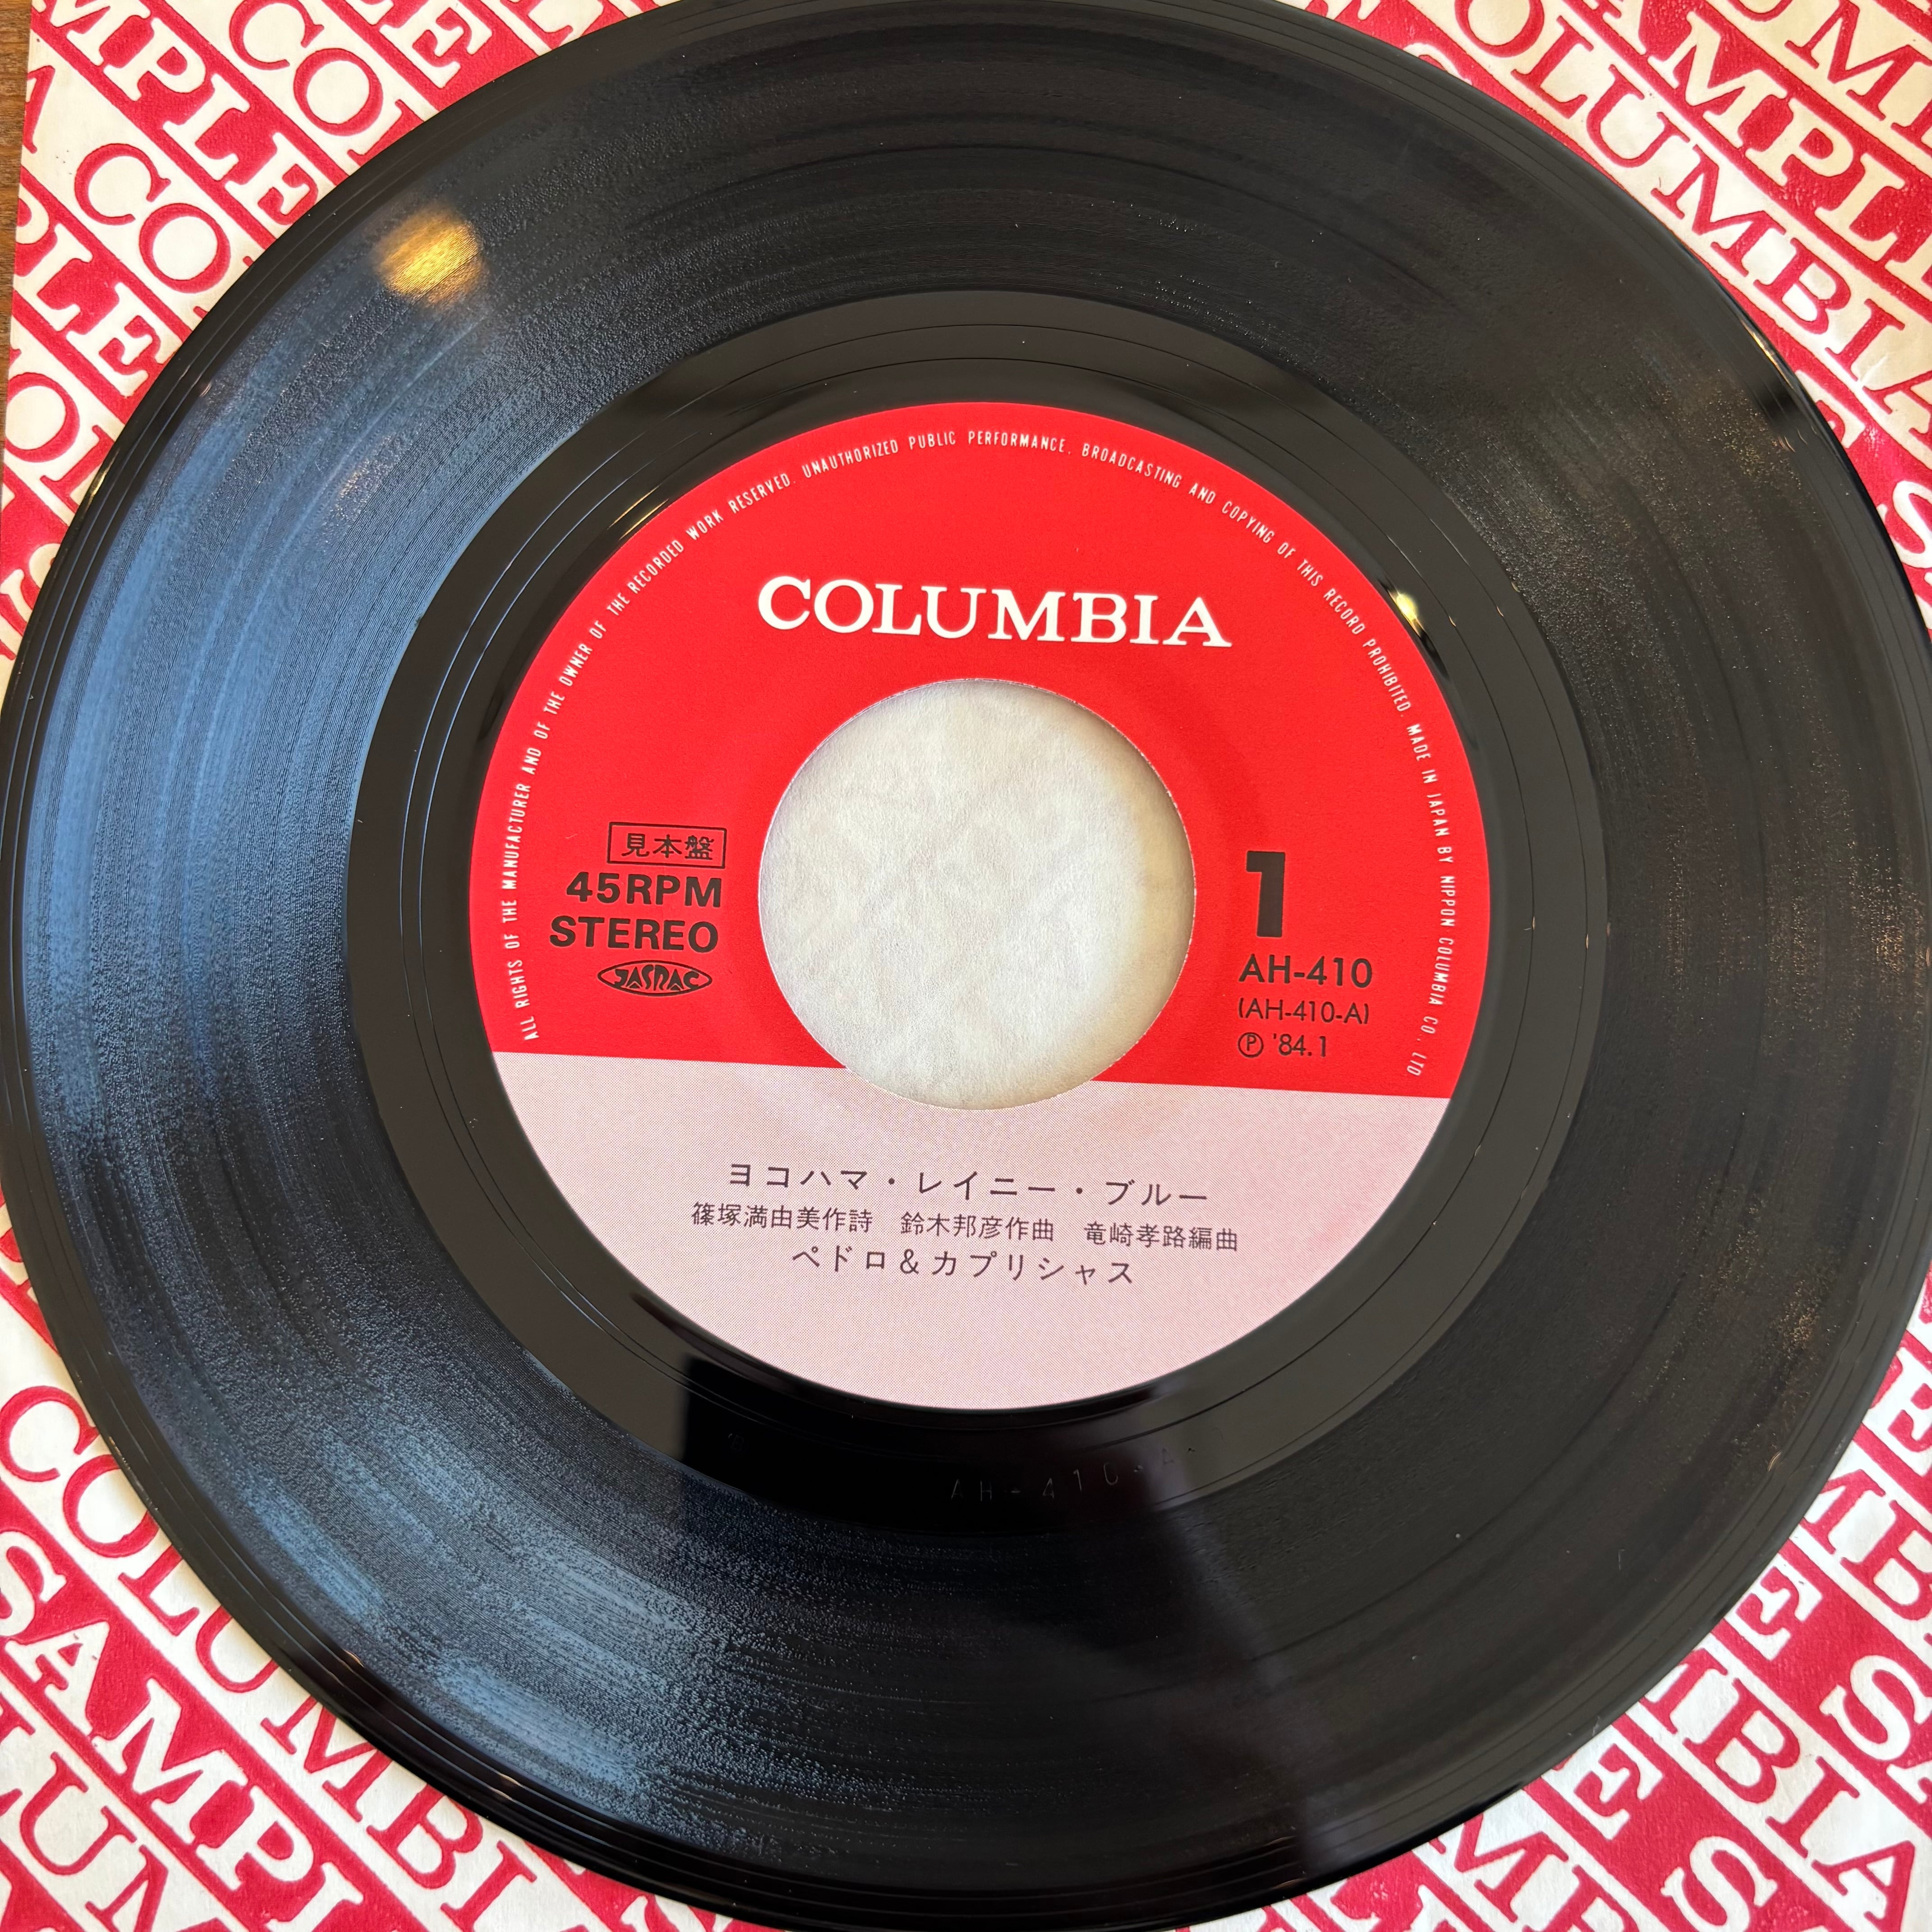 ALL RIGHTS OF THE MANUFACTURER AND OF THE OWNER OF THE RECORDED WORK RESERVED. UNAUTHORIZED PUBLIC PERFORMANCE, BROADCASTING AND COPYING OF THIS RECORD PROHIBITED. MADE IN JAPAN BY NIPPON COLUMBIA CO., LTD
COLUMBIA
見本盤
45RPM
STEREO
JASRAC
1
AH-410
(AH-410-A)
Ⓟ '84.1
ヨコハマ・レイニー・ブルー
篠塚満由美作詩 鈴木邦彦作曲 竜崎孝路編曲
ペドロ&カプリシャス
AH-410-A
COLUMBIA
SAMPLE